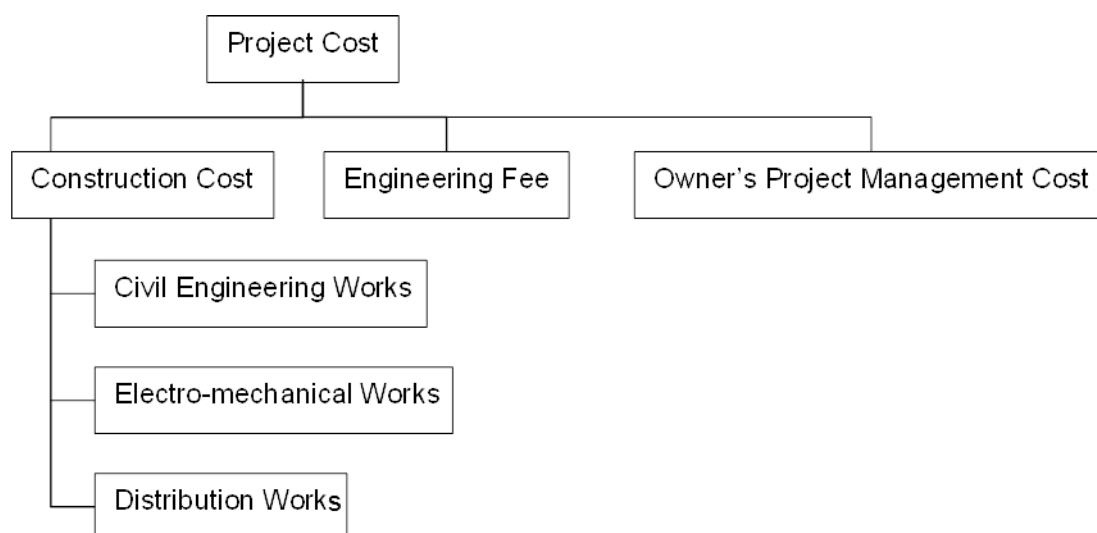 Project Cost
Construction Cost
Engineering Fee
Owner's Project Management Cost
Civil Engineering Works
Electro-mechanical Works
Distribution Works